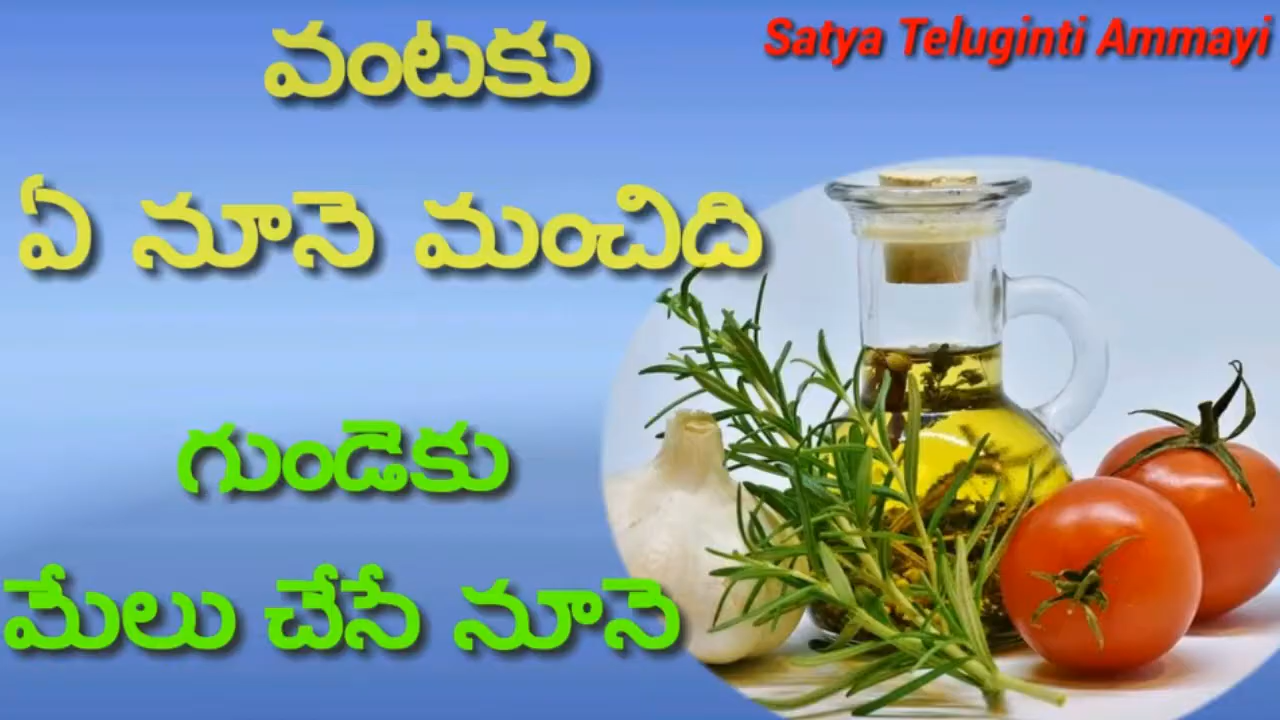 Satya Teluginti Ammayi
వంటకు
ఏ నూనె మంచిది
గుండెకు
మేలు చేసే నూనె